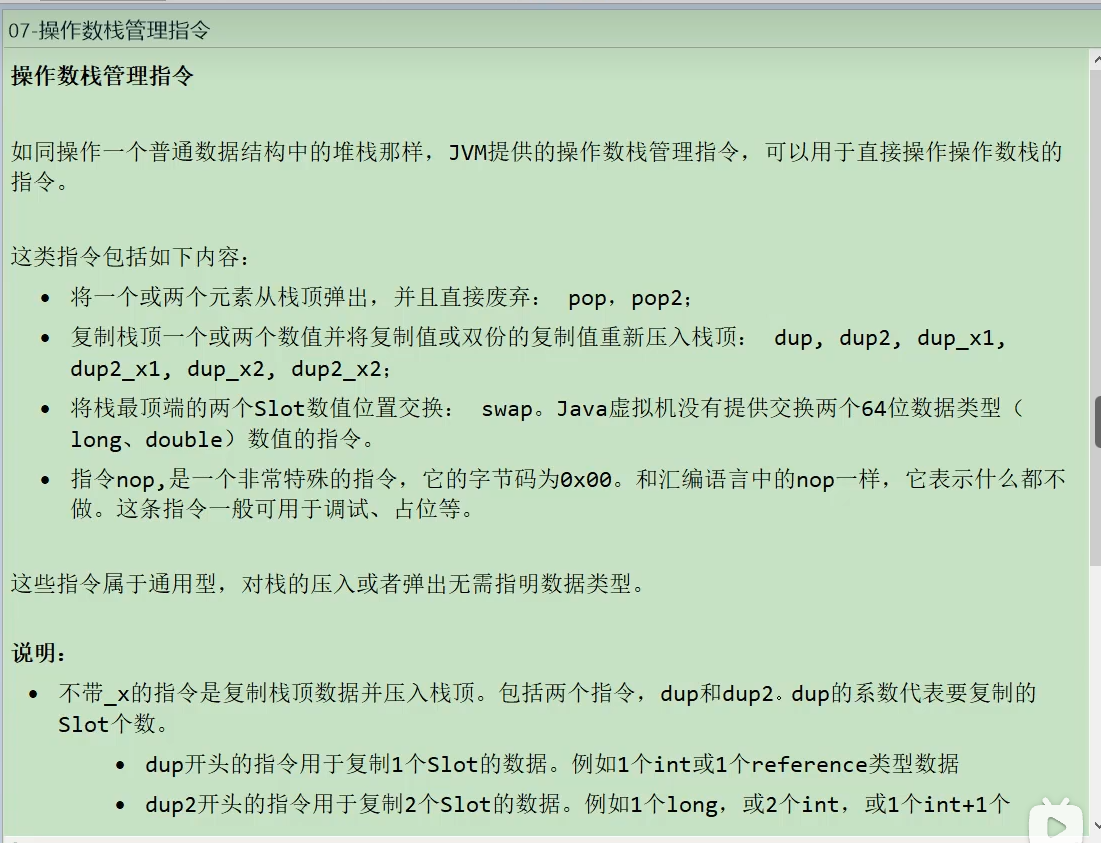 07-操作数栈管理指令
操作数栈管理指令
如同操作一个普通数据结构中的堆栈那样，JVM提供的操作数栈管理指令，可以用于直接操作操作数栈的
指令。
这类指令包括如下内容：
• 将一个或两个元素从栈顶弹出，并且直接废弃： pop，pop2；
• 复制栈顶一个或两个数值并将复制值或双份的复制值重新压入栈顶： dup, dup2, dup_x1,
dup2_x1, dup_x2, dup2_x2；
• 将栈最顶端的两个Slot数值位置交换： swap。Java虚拟机没有提供交换两个64位数据类型（
long、double）数值的指令。
• 指令nop,是一个非常特殊的指令，它的字节码为0x00。和汇编语言中的nop一样，它表示什么都不
做。这条指令一般可用于调试、占位等。
这些指令属于通用型，对栈的压入或者弹出无需指明数据类型。
说明：
• 不带_x的指令是复制栈顶数据并压入栈顶。包括两个指令，dup和dup2。dup的系数代表要复制的
Slot个数。
• dup开头的指令用于复制1个Slot的数据。例如1个int或1个reference类型数据
• dup2开头的指令用于复制2个Slot的数据。例如1个long，或2个int，或1个int+1个